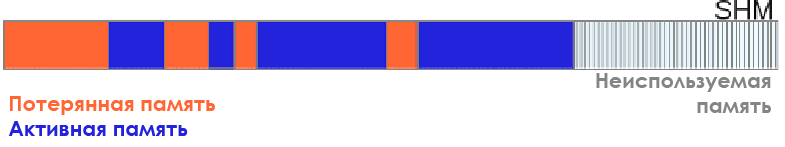 SHM
Неиспользуемая
память
Потерянная память
Активная память